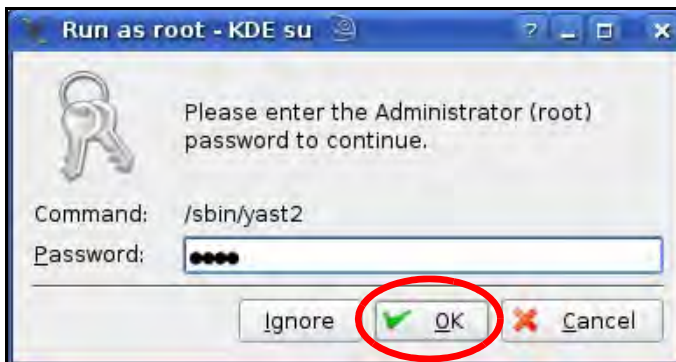 Run as root - KDE su
Please enter the Administrator (root)
password to continue.
Command: /sbin/yast2
Password: ●●●●
Ignore OK Cancel